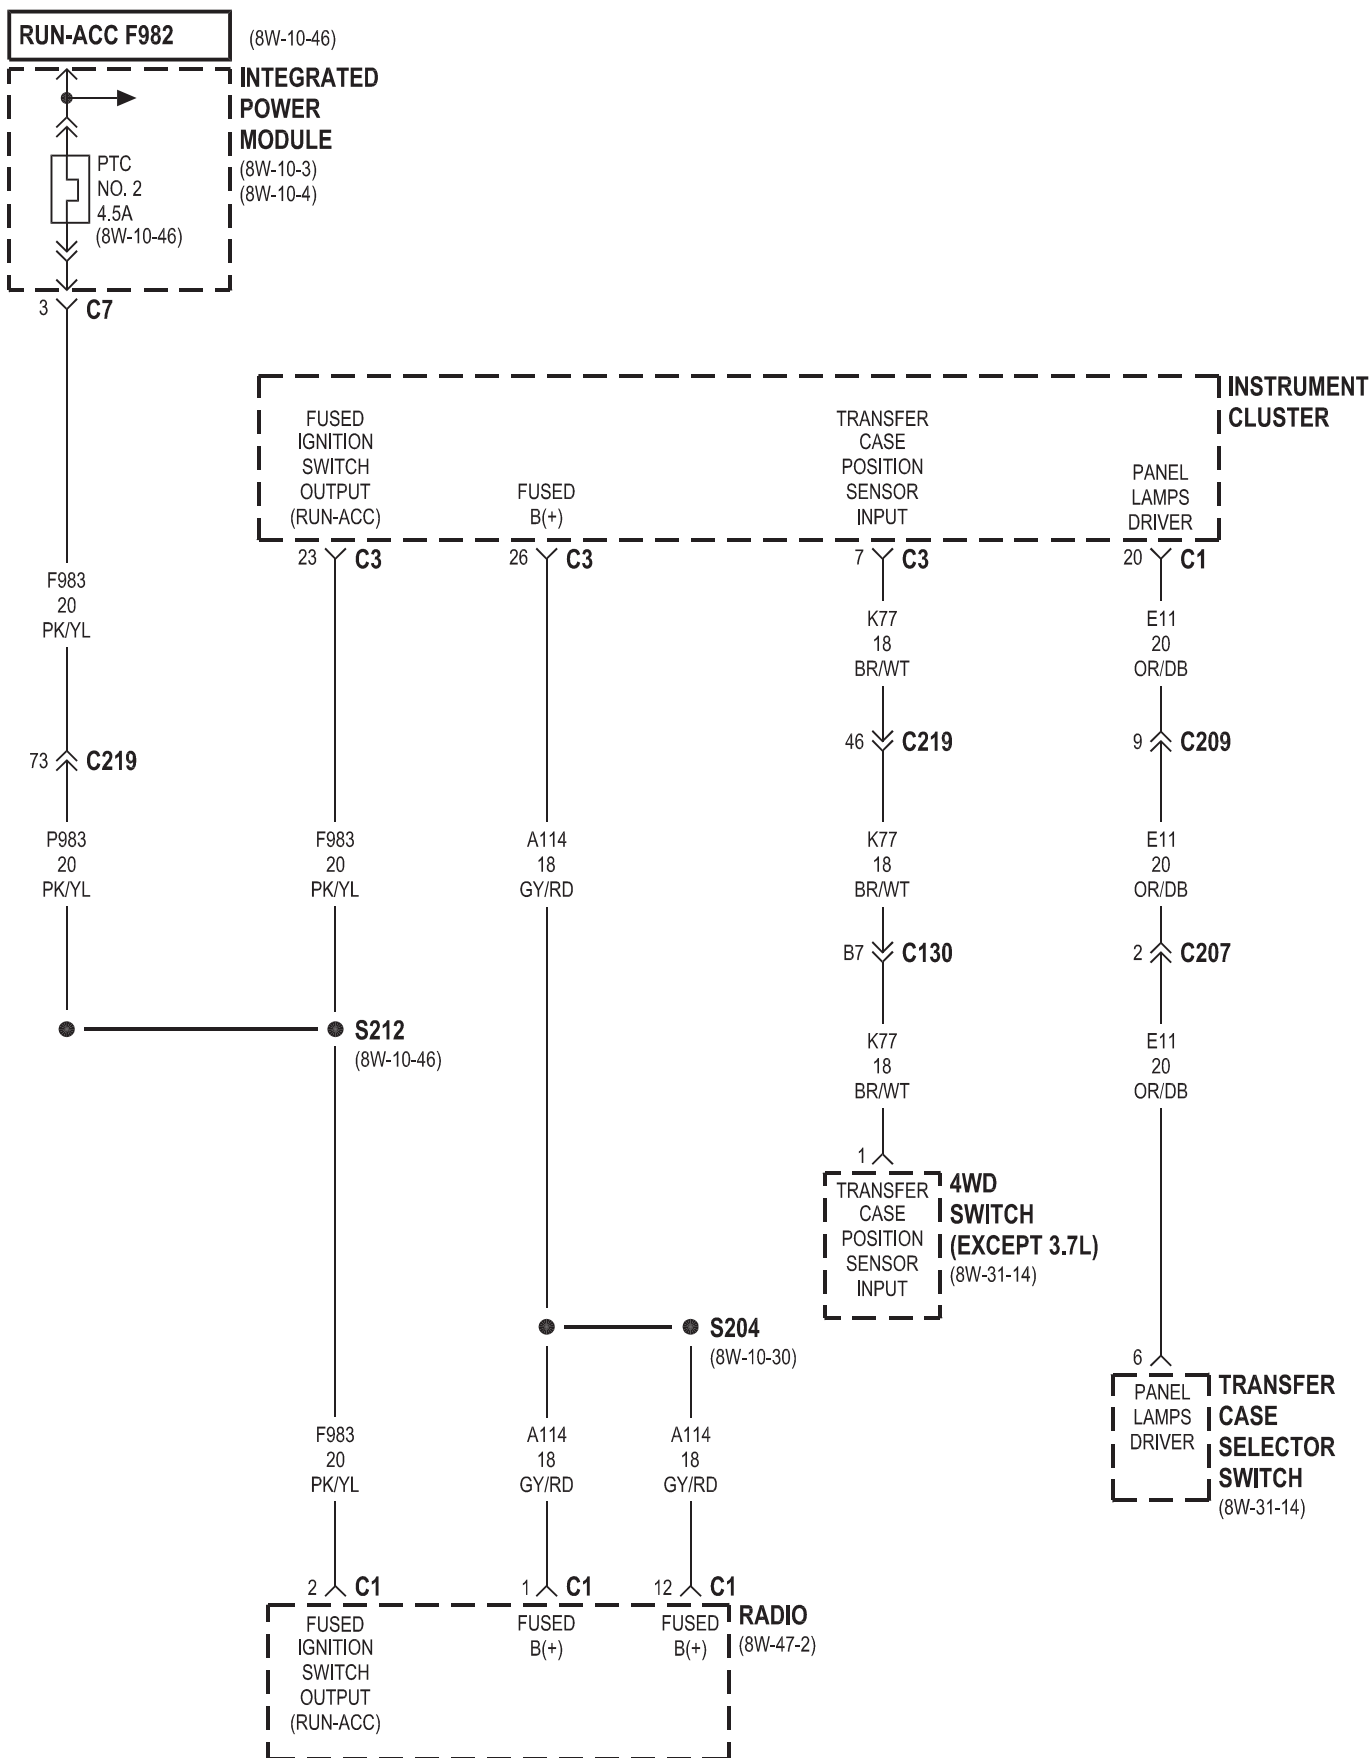 RUN-ACC F982
(8W-10-46)
INTEGRATED
POWER
MODULE
(8W-10-3)
(8W-10-4)
PTC
NO. 2
4.5A
(8W-10-46)
3 C7
INSTRUMENT
CLUSTER
FUSED
IGNITION
SWITCH
OUTPUT
(RUN-ACC)
FUSED
B(+)
TRANSFER
CASE
POSITION
SENSOR
INPUT
PANEL
LAMPS
DRIVER
23 C3
26 C3
7 C3
20 C1
F983
20
PK/YL
K77
18
BR/WT
E11
20
OR/DB
73 C219
46 C219
9 C209
P983
20
PK/YL
F983
20
PK/YL
A114
18
GY/RD
K77
18
BR/WT
E11
20
OR/DB
B7 C130
2 C207
S212
(8W-10-46)
K77
18
BR/WT
E11
20
OR/DB
1
TRANSFER
CASE
POSITION
SENSOR
INPUT
4WD
SWITCH
(EXCEPT 3.7L)
(8W-31-14)
S204
(8W-10-30)
6
PANEL
LAMPS
DRIVER
TRANSFER
CASE
SELECTOR
SWITCH
(8W-31-14)
F983
20
PK/YL
A114
18
GY/RD
A114
18
GY/RD
2 C1
1 C1
12 C1
FUSED
IGNITION
SWITCH
OUTPUT
(RUN-ACC)
FUSED
B(+)
FUSED
B(+)
RADIO
(8W-47-2)